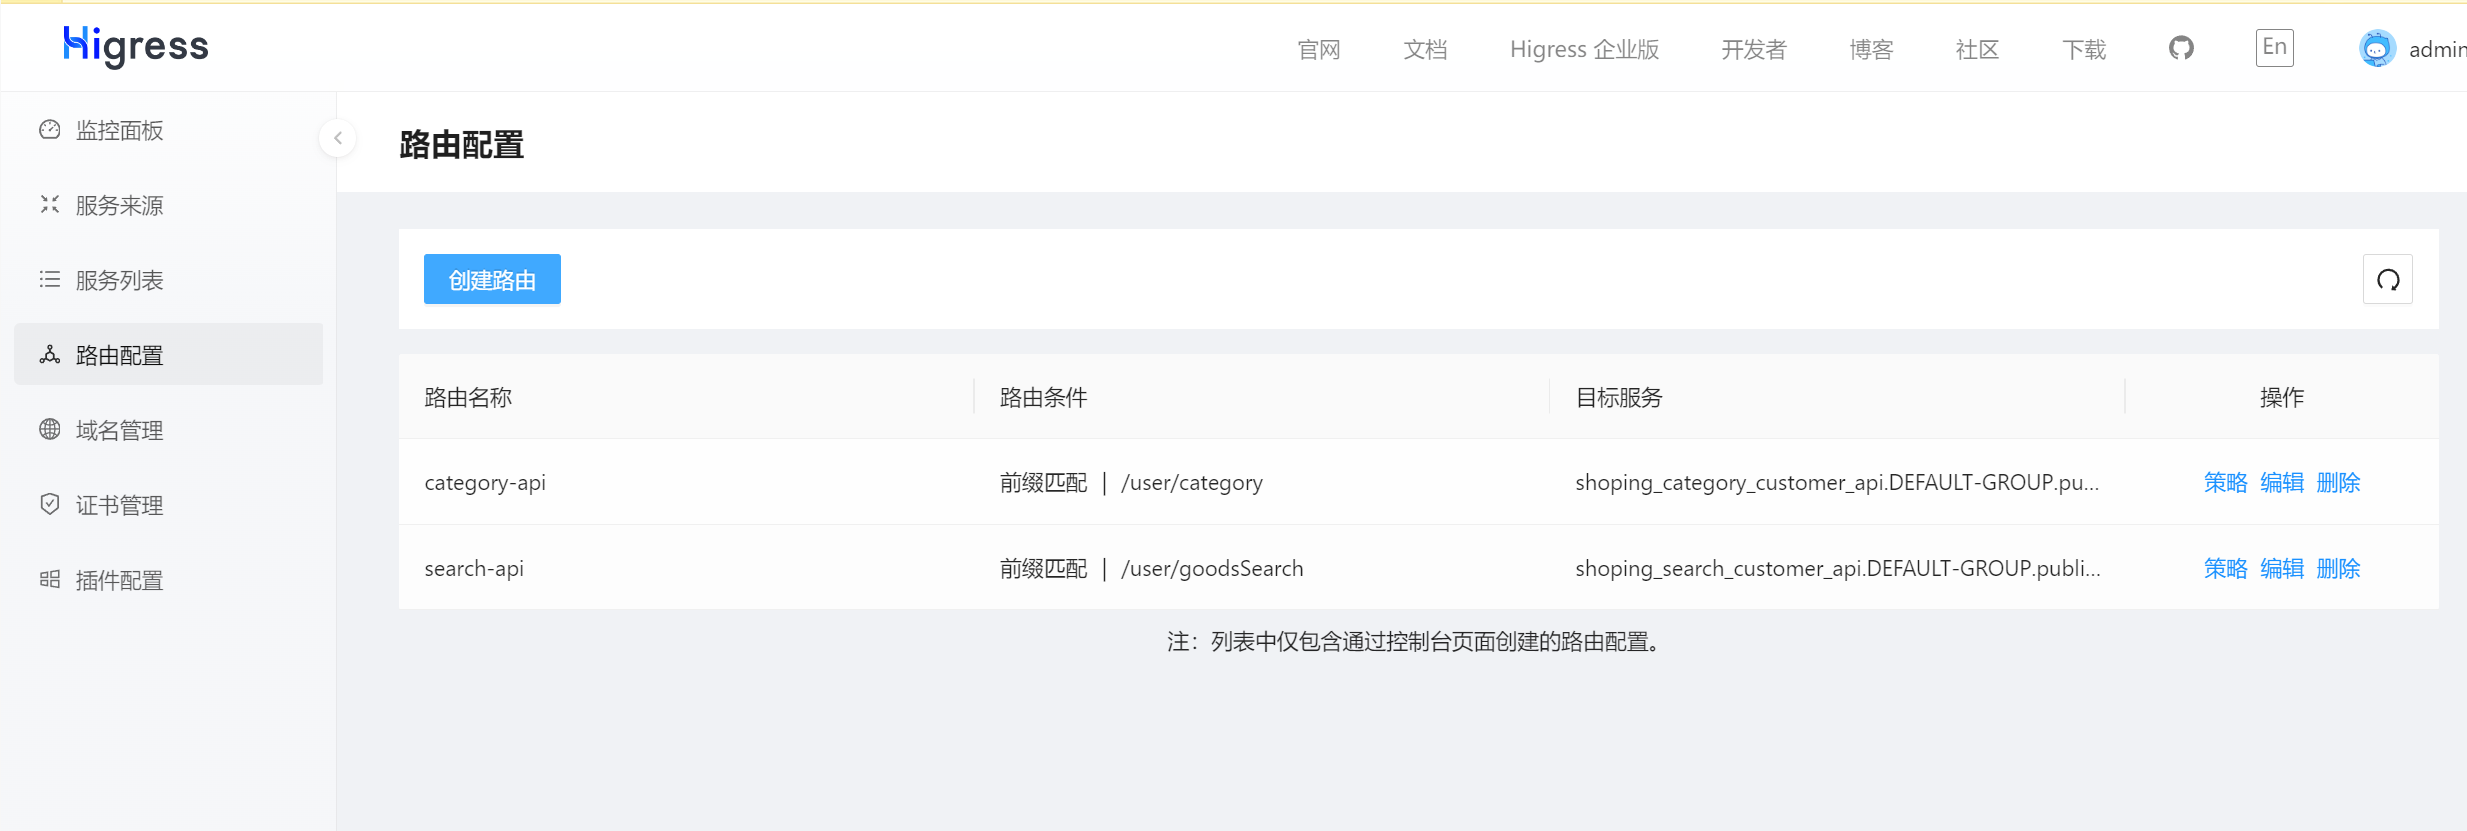 Higress
官网 文档 Higress 企业版 开发者 博客 社区 下载 En admin
监控面板
服务来源
服务列表
路由配置
域名管理
证书管理
插件配置
路由配置
创建路由
路由名称 路由条件 目标服务 操作
category-api 前缀匹配 | /user/category shoping_category_customer_api.DEFAULT-GROUP.pu... 策略 编辑 删除
search-api 前缀匹配 | /user/goodsSearch shoping_search_customer_api.DEFAULT-GROUP.publi... 策略 编辑 删除
注：列表中仅包含通过控制台页面创建的路由配置。